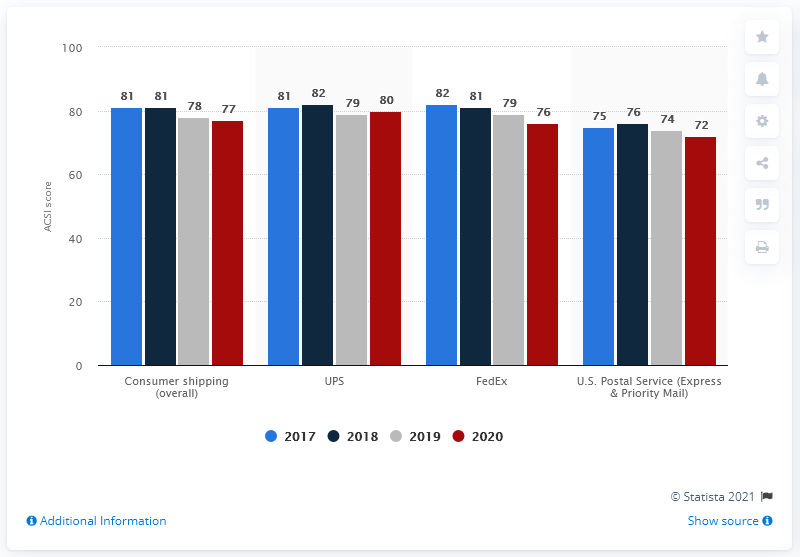 100
80
60
40
20
0
ACSI score
81 81 78 77
81 82 79 80
82 81 79 76
75 76 74 72
Consumer shipping
(overall)
UPS
FedEx
U.S. Postal Service (Express
& Priority Mail)
2017 2018 2019 2020
© Statista 2021
Additional Information
Show source